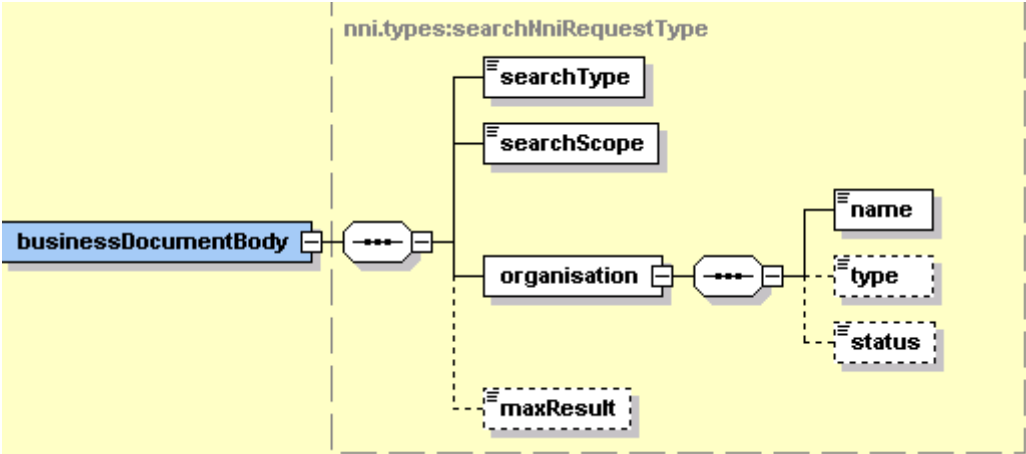 nni.types:searchNniRequestType
searchType
searchScope
businessDocumentBody
organisation
name
type
status
maxResult